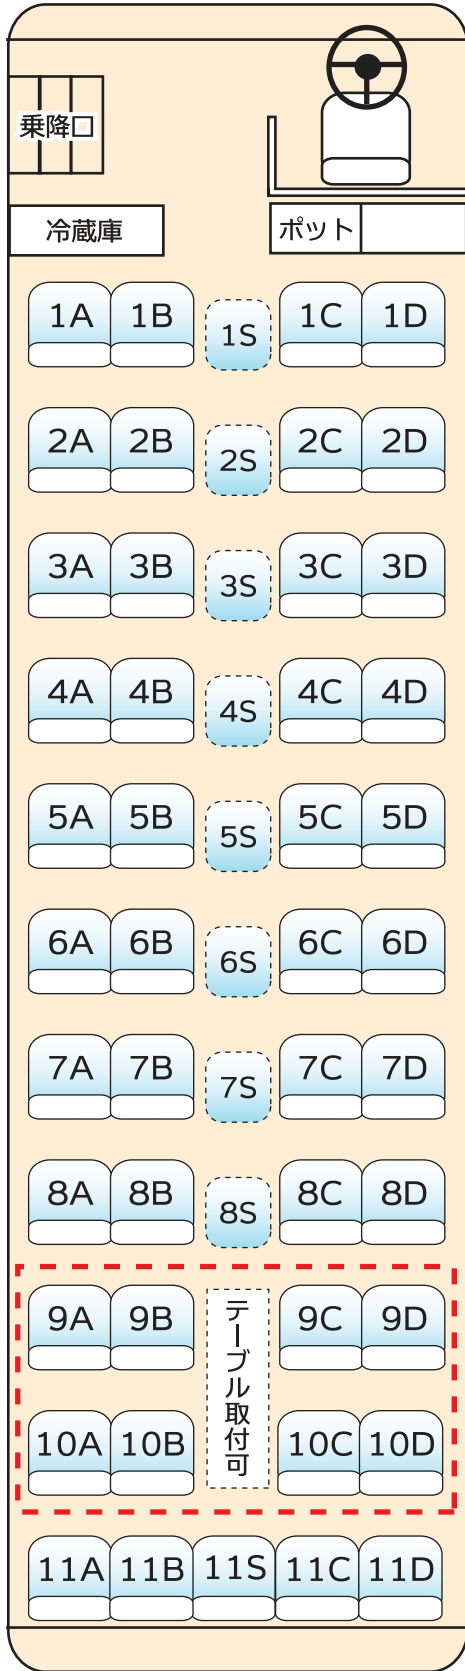 乗降口
冷蔵庫 ポット
1A 1B 1S 1C 1D
2A 2B 2S 2C 2D
3A 3B 3S 3C 3D
4A 4B 4S 4C 4D
5A 5B 5S 5C 5D
6A 6B 6S 6C 6D
7A 7B 7S 7C 7D
8A 8B 8S 8C 8D
9A 9B 9C 9D
テーブル取付可
10A 10B 10C 10D
11A 11B 11S 11C 11D